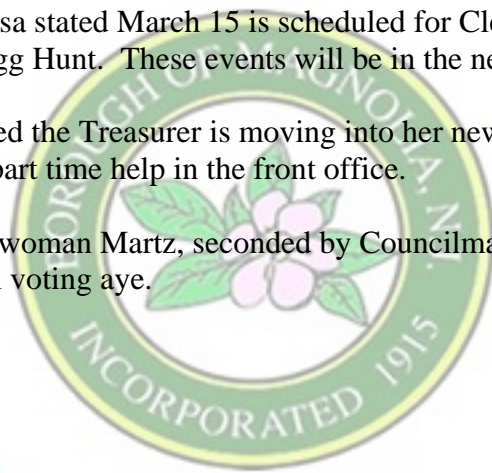 sa stated March 15 is scheduled for Cle
gg Hunt. These events will be in the ne
ed the Treasurer is moving into her new
part time help in the front office.
woman Martz, seconded by Councilma
voting aye.
BOROUGH OF MAGNOLIA, N.J.
INCORPORATED 1915